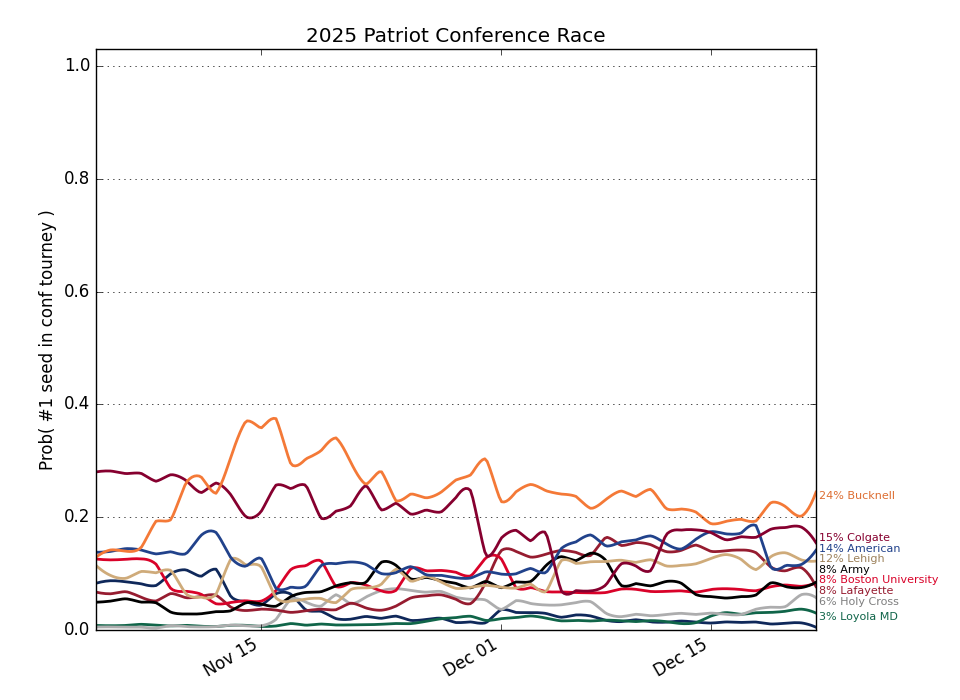 2025 Patriot Conference Race
Prob( #1 seed in conf tourney )
1.0
0.8
0.6
0.4
0.2
0.0
Nov 15
Dec 01
Dec 15
24% Bucknell
15% Colgate
14% American
12% Lehigh
8% Army
8% Boston University
8% Lafayette
6% Holy Cross
3% Loyola MD